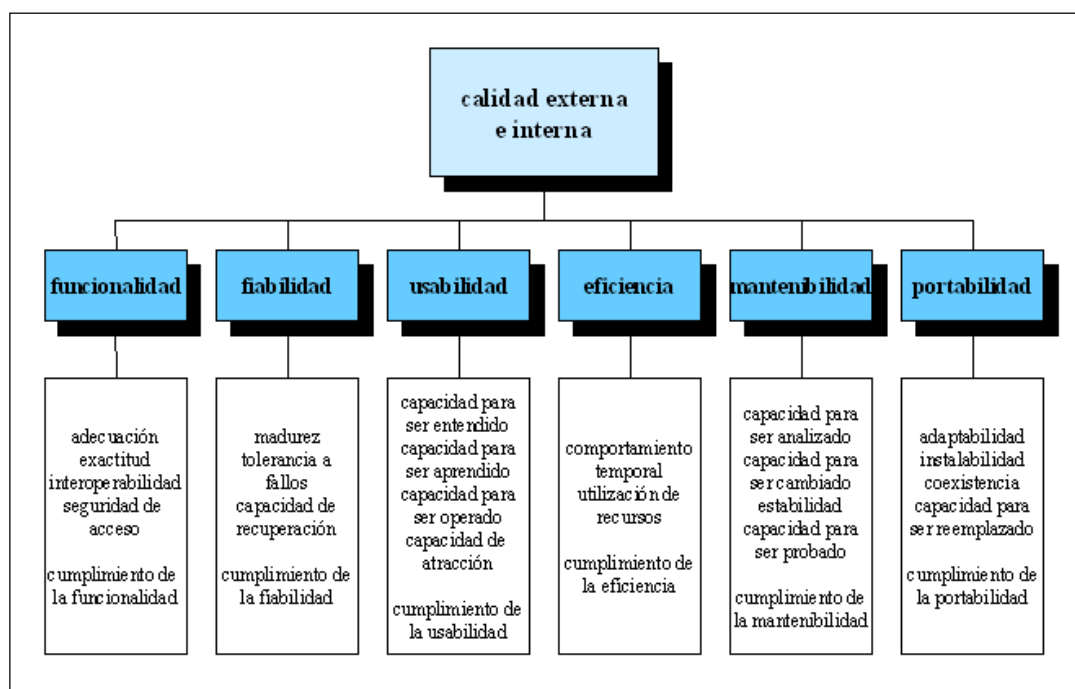 calidad externa
e interna
funcionalidad
fiabilidad
usabilidad
eficiencia
mantenibilidad
portabilidad
adecuación
exactitud
interoperabilidad
seguridad de
acceso
cumplimiento de
la funcionalidad
madurez
tolerancia a
fallos
capacidad de
recuperación
cumplimiento de
la fiabilidad
capacidad para
ser entendido
capacidad para
ser aprendido
capacidad para
ser operado
capacidad de
atracción
cumplimiento de
la usabilidad
comportamiento
temporal
utilización de
recursos
cumplimiento de
la eficiencia
capacidad para
ser analizado
capacidad para
ser cambiado
estabilidad
capacidad para
ser probado
cumplimiento de
la mantenibilidad
adaptabilidad
instalabilidad
coexistencia
capacidad para
ser reemplazado
cumplimiento de
la portabilidad